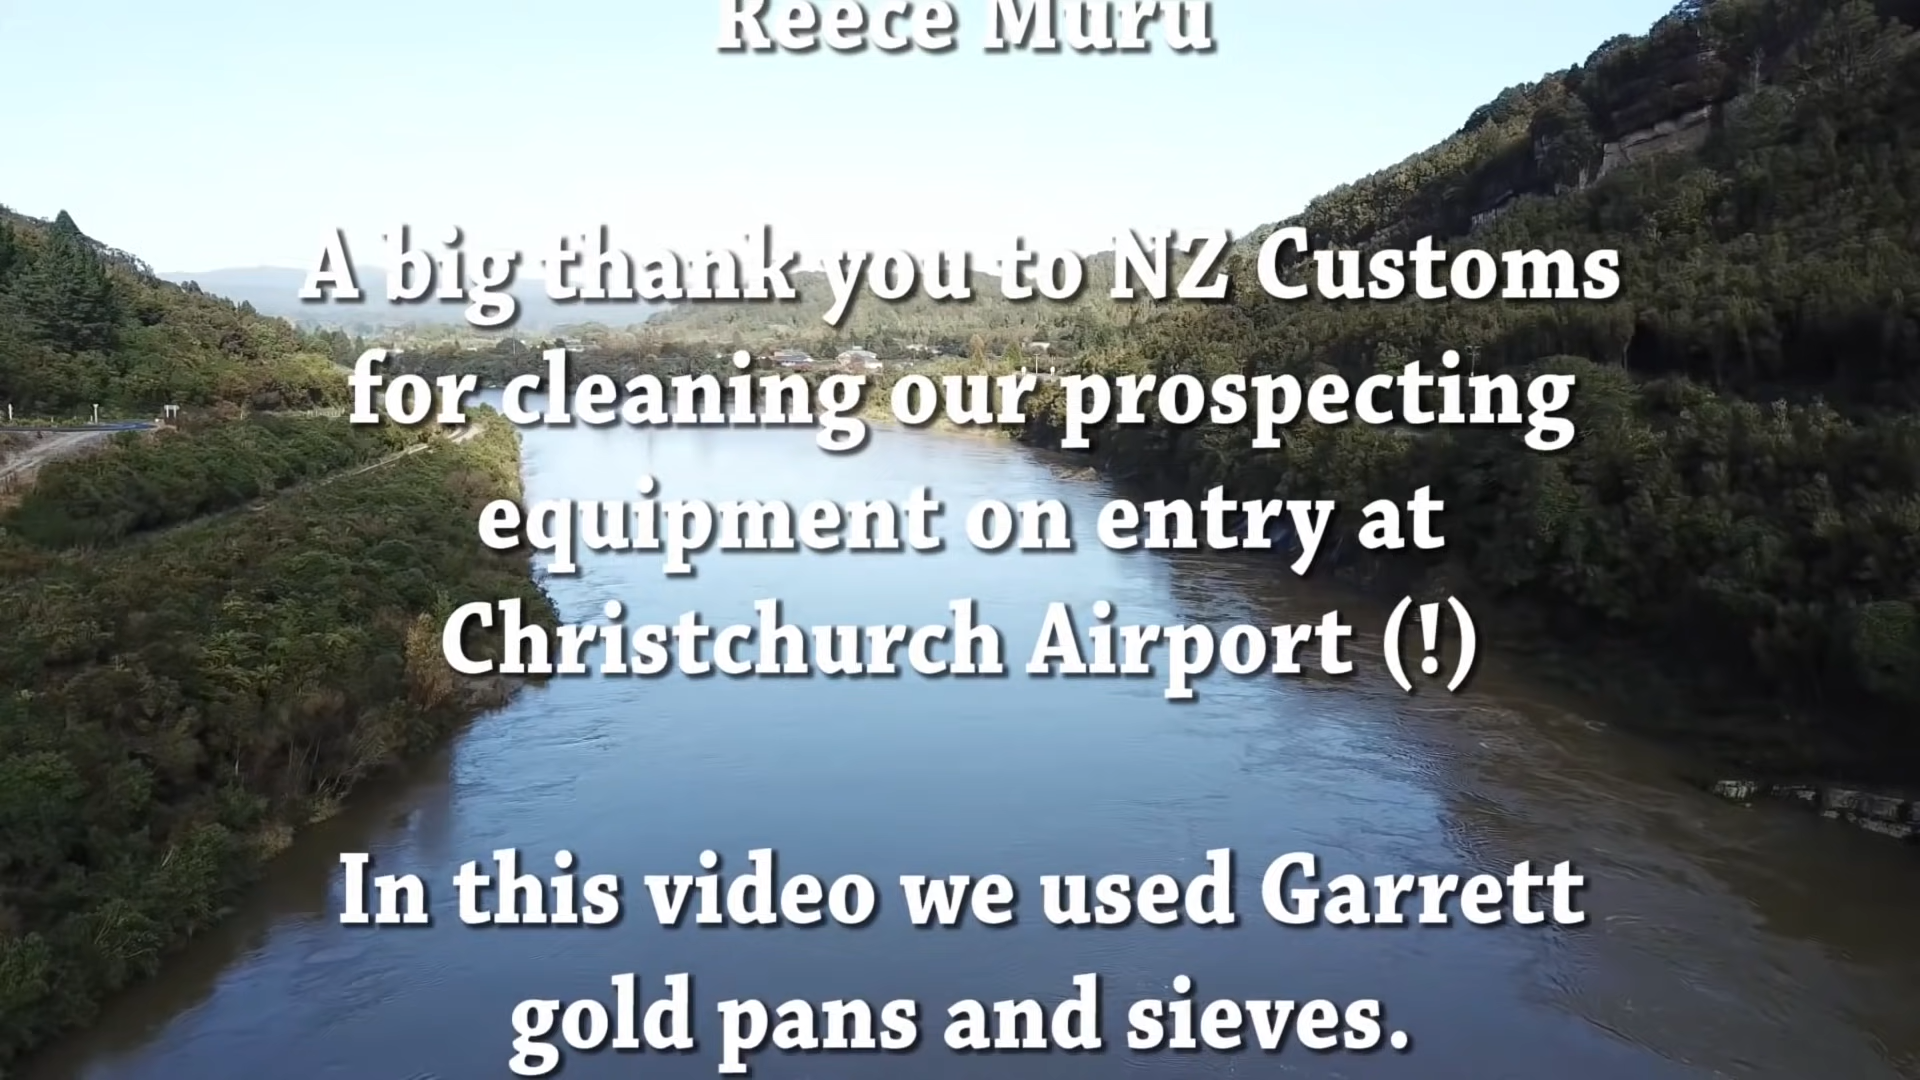 Reece Muru
A big thank you to NZ Customs
for cleaning our prospecting
equipment on entry at
Christchurch Airport (!)
In this video we used Garrett
gold pans and sieves.